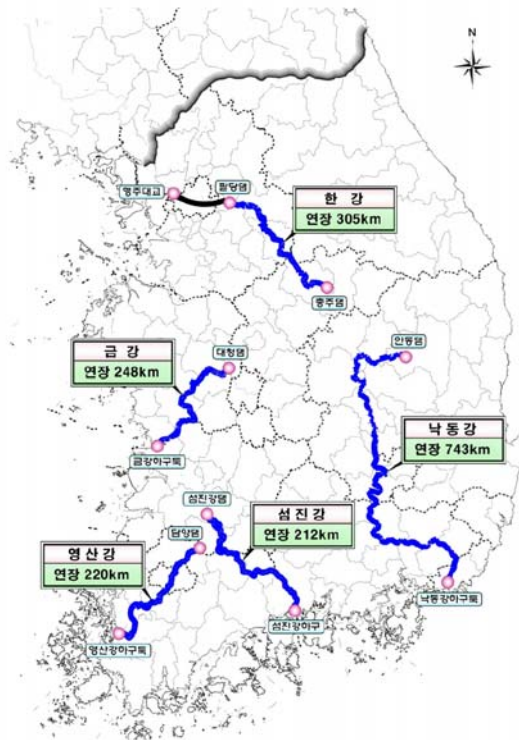 N
행주대교
팔당댐
한 강
연장 305km
충주댐
대청댐
안동댐
금 강
연장 248km
낙 동 강
연장 743km
금강하구둑
섬진강댐
섬 진 강
연장 212km
담양댐
영 산 강
연장 220km
낙동강하구둑
섬진강하구
영산강하구둑